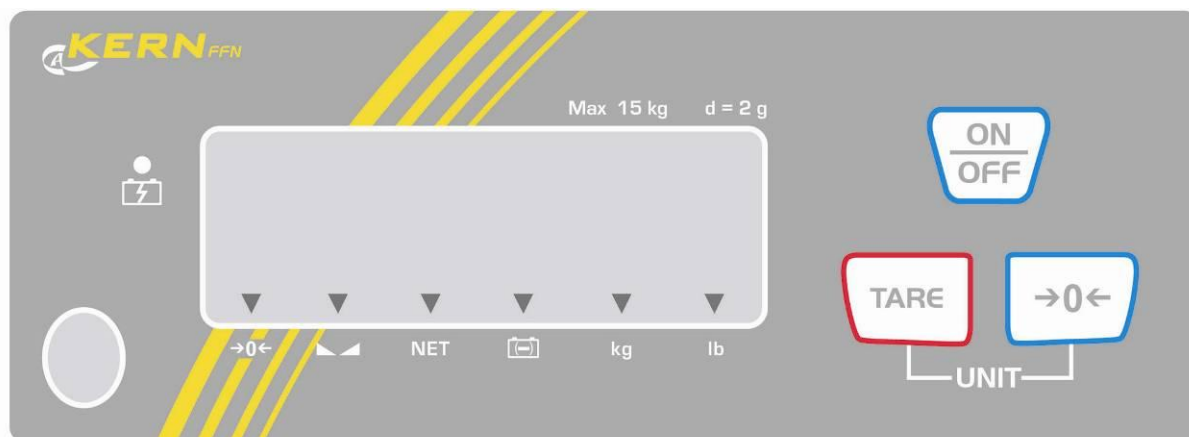 KERN FFN
Max 15 kg d = 2 g
ON
OFF
TARE →0←
→0← NET kg lb
UNIT